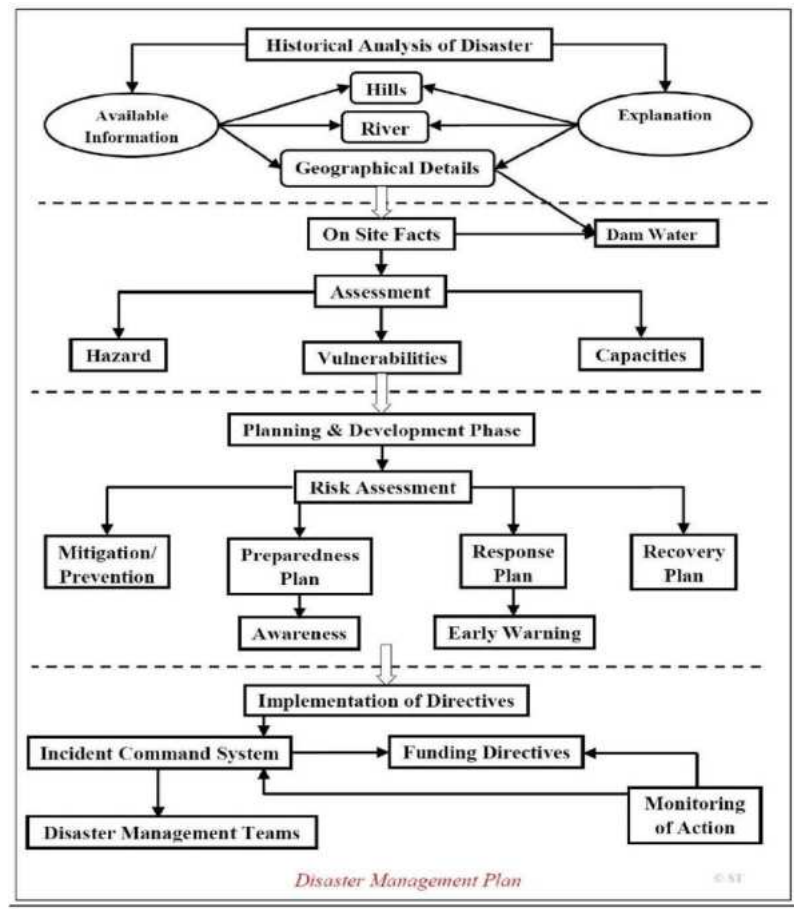 Historical Analysis of Disaster
Hills
Available
Information
River
Explanation
Geographical Details
On Site Facts
Dam Water
Assessment
Hazard
Vulnerabilities
Capacities
Planning & Development Phase
Risk Assessment
Mitigation/
Prevention
Preparedness
Plan
Response
Plan
Recovery
Plan
Awareness
Early Warning
Implementation of Directives
Incident Command System
Funding Directives
Monitoring
of Action
Disaster Management Teams
Disaster Management Plan
© ST